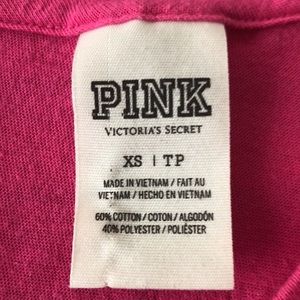 PINK
VICTORIA'S SECRET
XS | TP
MADE IN VIETNAM / FAIT AU
VIETNAM / HECHO EN VIETNAM
60% COTTON / COTON / ALGODÓN
40% POLYESTER / POLIÉSTER